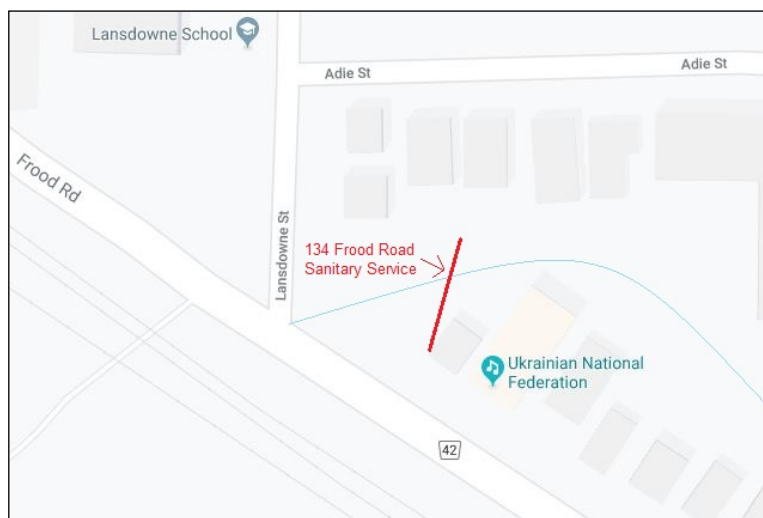 Lansdowne School
Adie St
Adie St
Frood Rd
Lansdowne St
134 Frood Road
Sanitary Service
Ukrainian National
Federation
42